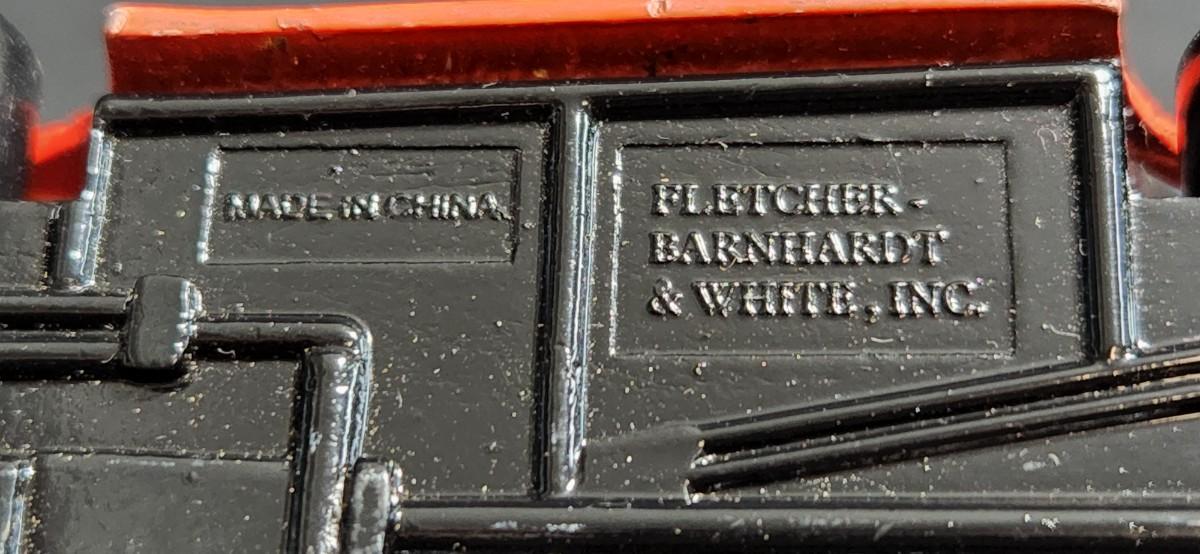 MADE IN CHINA.
FLETCHER-
BARNHARDT
& WHITE, INC.